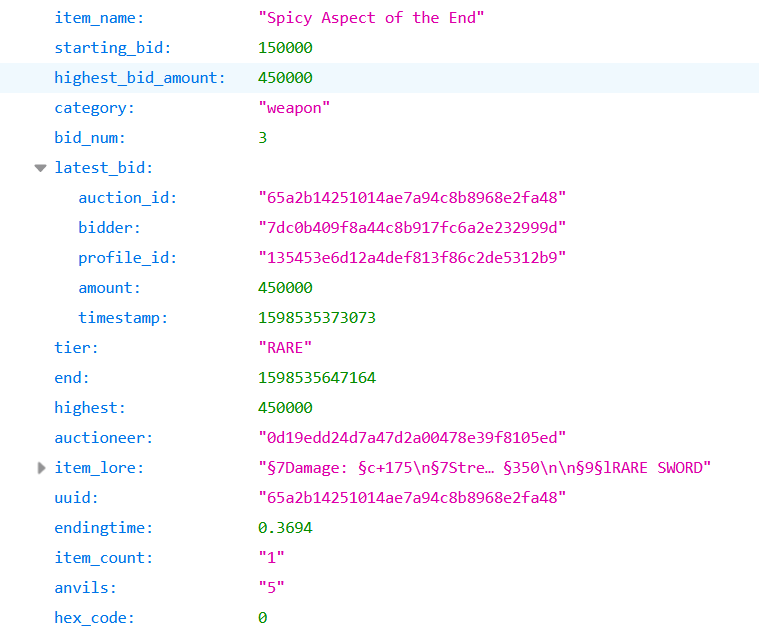 item_name: "Spicy Aspect of the End"
starting_bid: 150000
highest_bid_amount: 450000
category: "weapon"
bid_num: 3
latest_bid:
auction_id: "65a2b14251014ae7a94c8b8968e2fa48"
bidder: "7dc0b409f8a44c8b917fc6a2e232999d"
profile_id: "135453e6d12a4def813f86c2de5312b9"
amount: 450000
timestamp: 1598535373073
tier: "RARE"
end: 1598535647164
highest: 450000
auctioneer: "0d19edd24d7a47d2a00478e39f8105ed"
item_lore: "§7Damage: §c+175\n§7Stre… §350\n\n§9§lRARE SWORD"
uuid: "65a2b14251014ae7a94c8b8968e2fa48"
endingtime: 0.3694
item_count: "1"
anvils: "5"
hex_code: 0